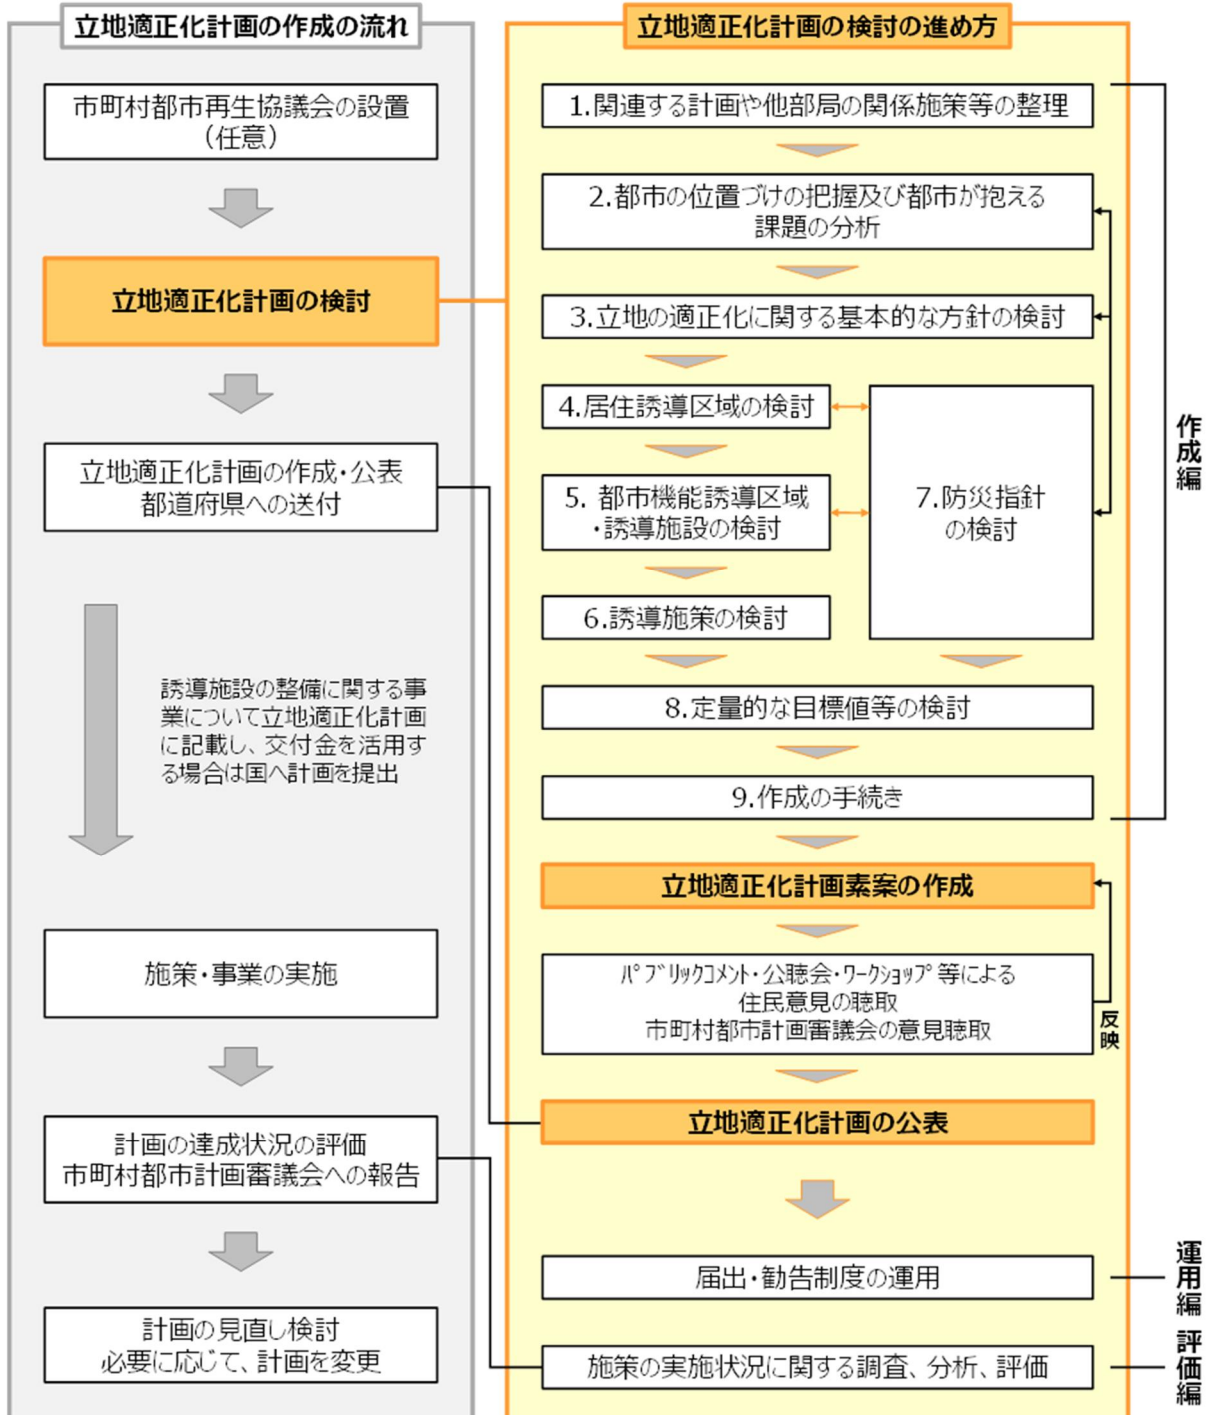 立地適正化計画の作成の流れ
市町村都市再生協議会の設置
（任意）
立地適正化計画の検討
立地適正化計画の作成・公表
都道府県への送付
誘導施設の整備に関する事
業について立地適正化計画
に記載し、交付金を活用す
る場合は国へ計画を提出
施策・事業の実施
計画の達成状況の評価
市町村都市計画審議会への報告
計画の見直し検討
必要に応じて、計画を変更
立地適正化計画の検討の進め方
1.関連する計画や他部局の関係施策等の整理
2.都市の位置づけの把握及び都市が抱える
課題の分析
3.立地の適正化に関する基本的な方針の検討
4.居住誘導区域の検討
5. 都市機能誘導区域
・誘導施設の検討
6.誘導施策の検討
7.防災指針
の検討
8.定量的な目標値等の検討
9.作成の手続き
立地適正化計画素案の作成
ﾊﾟﾌﾞﾘｯｸｺﾒﾝﾄ・公聴会・ﾜｰｸｼｮｯﾌﾟ等による
住民意見の聴取
市町村都市計画審議会の意見聴取
反映
立地適正化計画の公表
届出・勧告制度の運用
施策の実施状況に関する調査、分析、評価
作成編
運用編
評価編